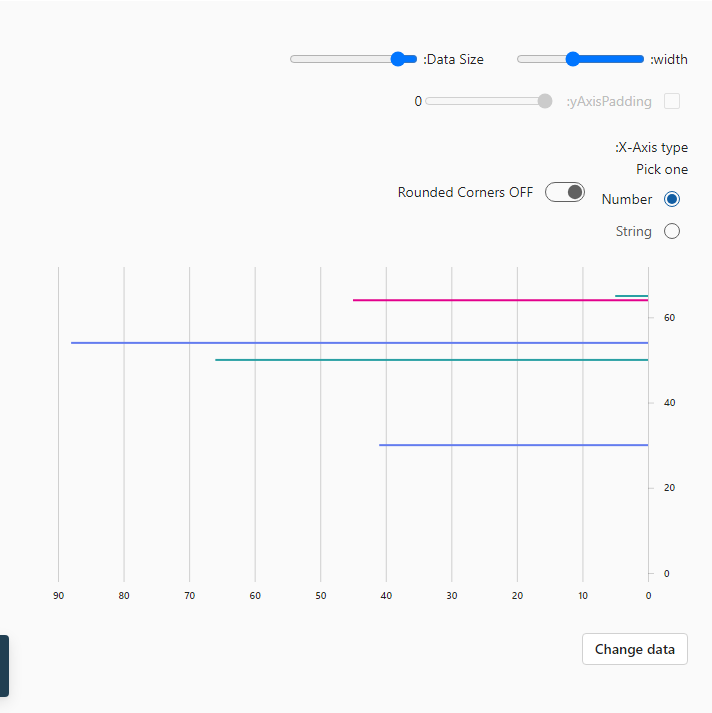 :width
:Data Size
:yAxisPadding
0
:X-Axis type
Pick one
Number
Rounded Corners OFF
String
60
40
20
0
90 80 70 60 50 40 30 20 10 0
Change data